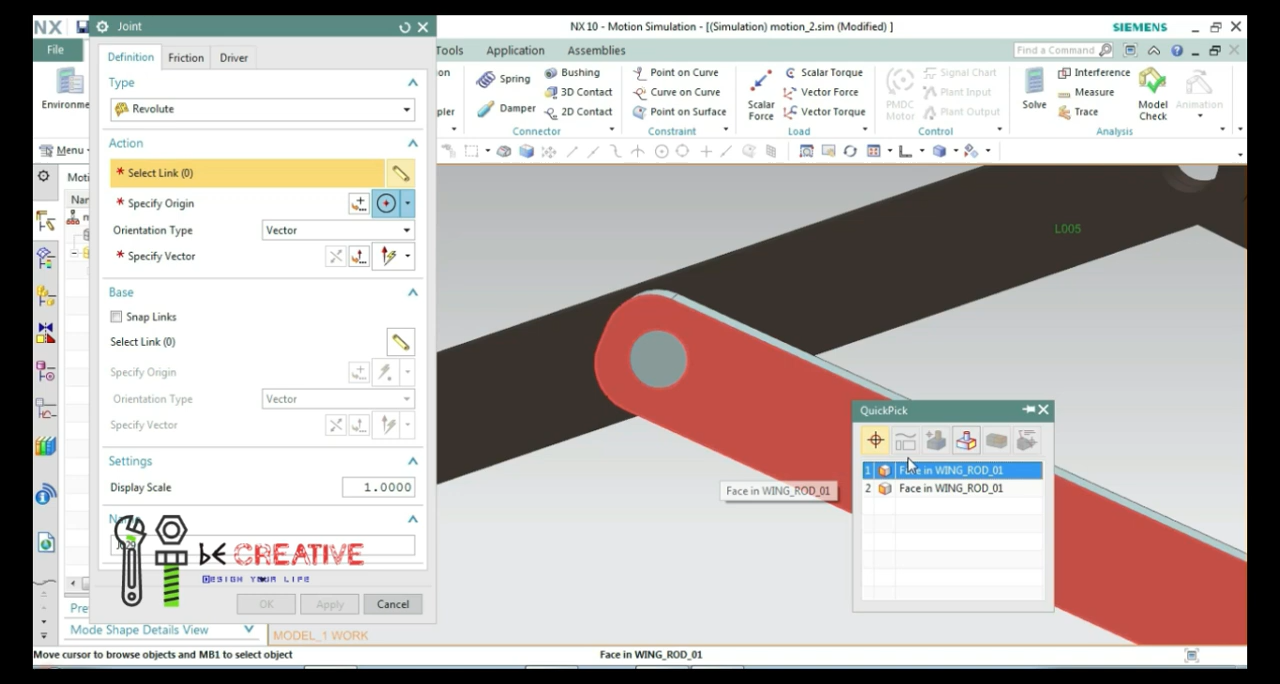 NX
Joint
NX 10 - Motion Simulation - [(Simulation) motion_2.sim (Modified) ]
SIEMENS
File
Definition
Friction
Driver
Tools
Application
Assemblies
Find a Command
Type
Revolute
Spring
Bushing
Point on Curve
Scalar Torque
Signal Chart
Interference
Environme
3D Contact
Curve on Curve
Vector Force
Plant Input
Measure
Damper
2D Contact
Point on Surface
Scalar Force
Vector Torque
PMDC Motor
Plant Output
Solve
Trace
Model Check
Animation
Connector
Constraint
Load
Control
Analysis
Menu
Action
* Select Link (0)
* Specify Origin
Orientation Type
Vector
* Specify Vector
Base
Snap Links
Select Link (0)
Specify Origin
Orientation Type
Vector
Specify Vector
Settings
Display Scale
1.0000
L005
QuickPick
1 Face in WING_ROD_01
2 Face in WING_ROD_01
Face in WING_ROD_01
bE CREATIVE
DESIGN YOUR LIFE
OK
Apply
Cancel
Mode Shape Details View
MODEL_1 WORK
Move cursor to browse objects and MB1 to select object
Face in WING_ROD_01